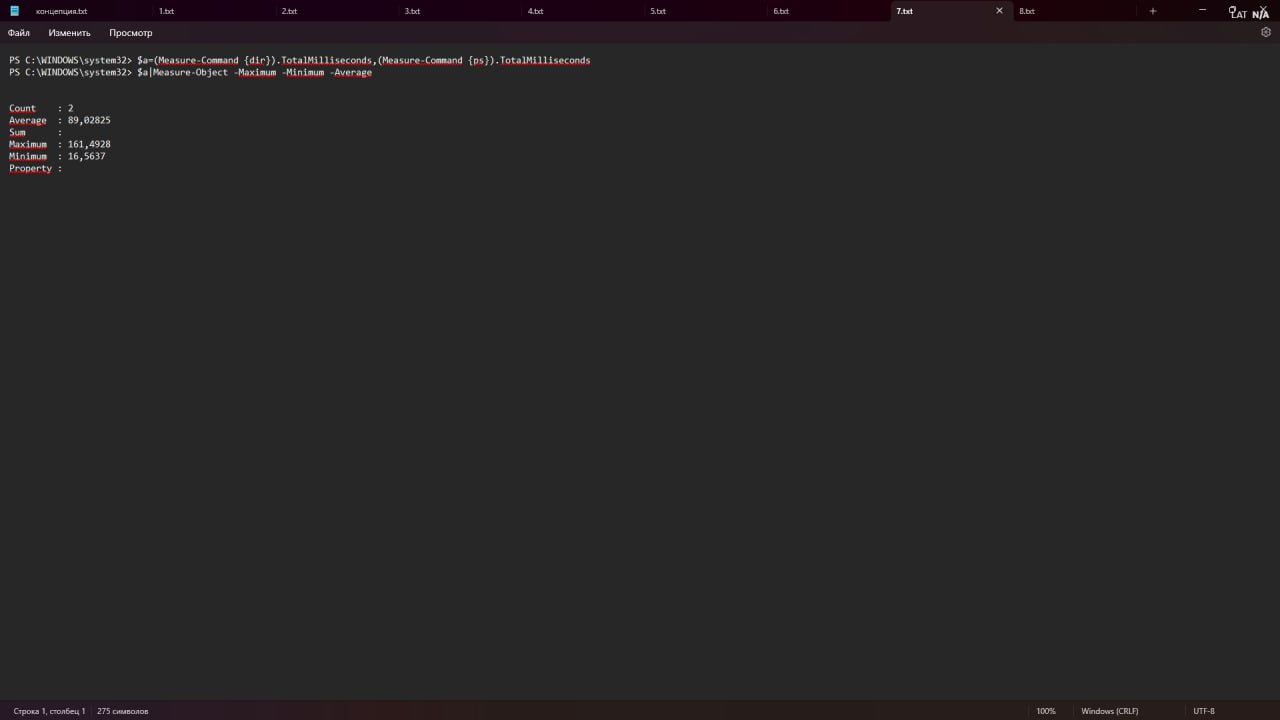 концепция.txt 1.txt 2.txt 3.txt 4.txt 5.txt 6.txt 7.txt 8.txt
LAT N/A
Файл Изменить Просмотр
PS C:\WINDOWS\system32> $a=(Measure-Command {dir}).TotalMilliseconds,(Measure-Command {ps}).TotalMilliseconds
PS C:\WINDOWS\system32> $a|Measure-Object -Maximum -Minimum -Average
Count : 2
Average : 89,02825
Sum :
Maximum : 161,4928
Minimum : 16,5637
Property :
Строка 1, столбец 1 275 символов 100% Windows (CRLF) UTF-8